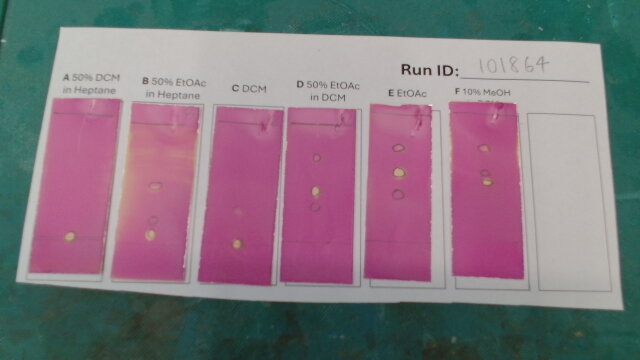 Run ID: 101864
A 50% DCM
in Heptane
B 50% EtOAc
in Heptane
C DCM
D 50% EtOAc
in DCM
E EtOAc
F 10% MeOH